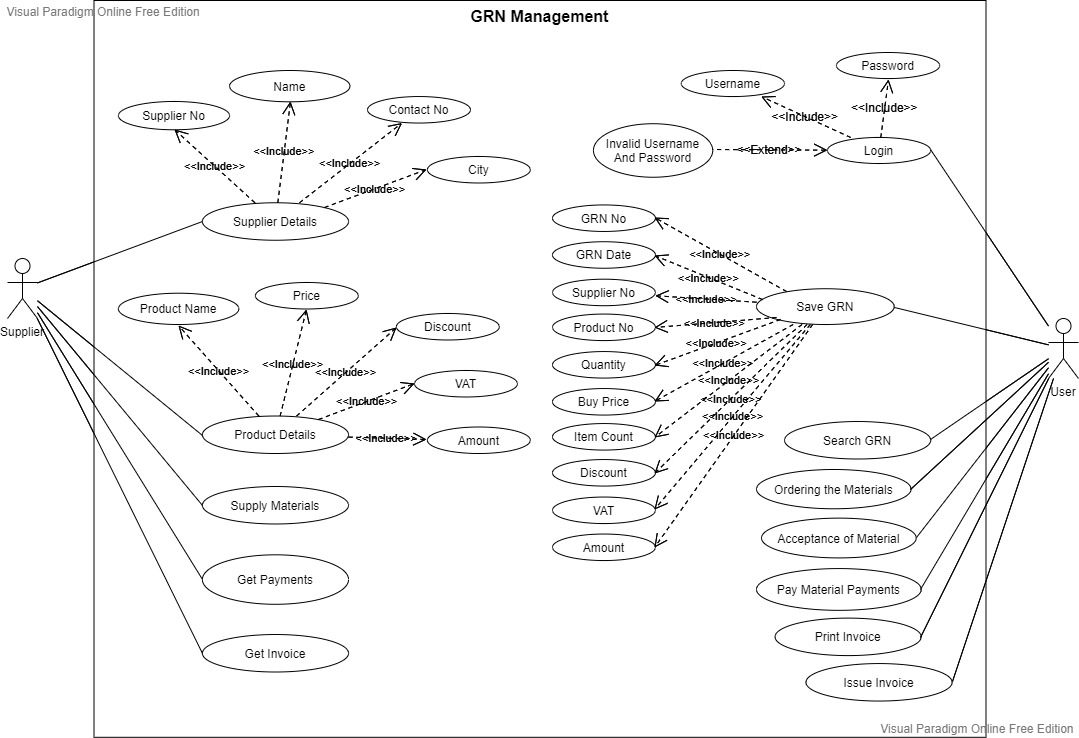 Visual Paradigm Online Free Edition
GRN Management
Name
Supplier No
Contact No
City
<<Include>>
<<Include>>
<<Include>>
<<Include>>
Supplier Details
Username
Password
<<Include>>
<<Include>>
Invalid Username
And Password
<<Extend>>
Login
Supplier
Product Name
Price
Discount
VAT
Amount
<<Include>>
<<Include>>
<<Include>>
<<Include>>
<<Include>>
Product Details
Supply Materials
Get Payments
Get Invoice
GRN No
GRN Date
Supplier No
Product No
Quantity
Buy Price
Item Count
Discount
VAT
Amount
<<Include>>
<<Include>>
<<Include>>
<<Include>>
<<Include>>
<<Include>>
<<Include>>
<<Include>>
<<Include>>
<<Include>>
Save GRN
User
Search GRN
Ordering the Materials
Acceptance of Material
Pay Material Payments
Print Invoice
Issue Invoice
Visual Paradigm Online Free Edition